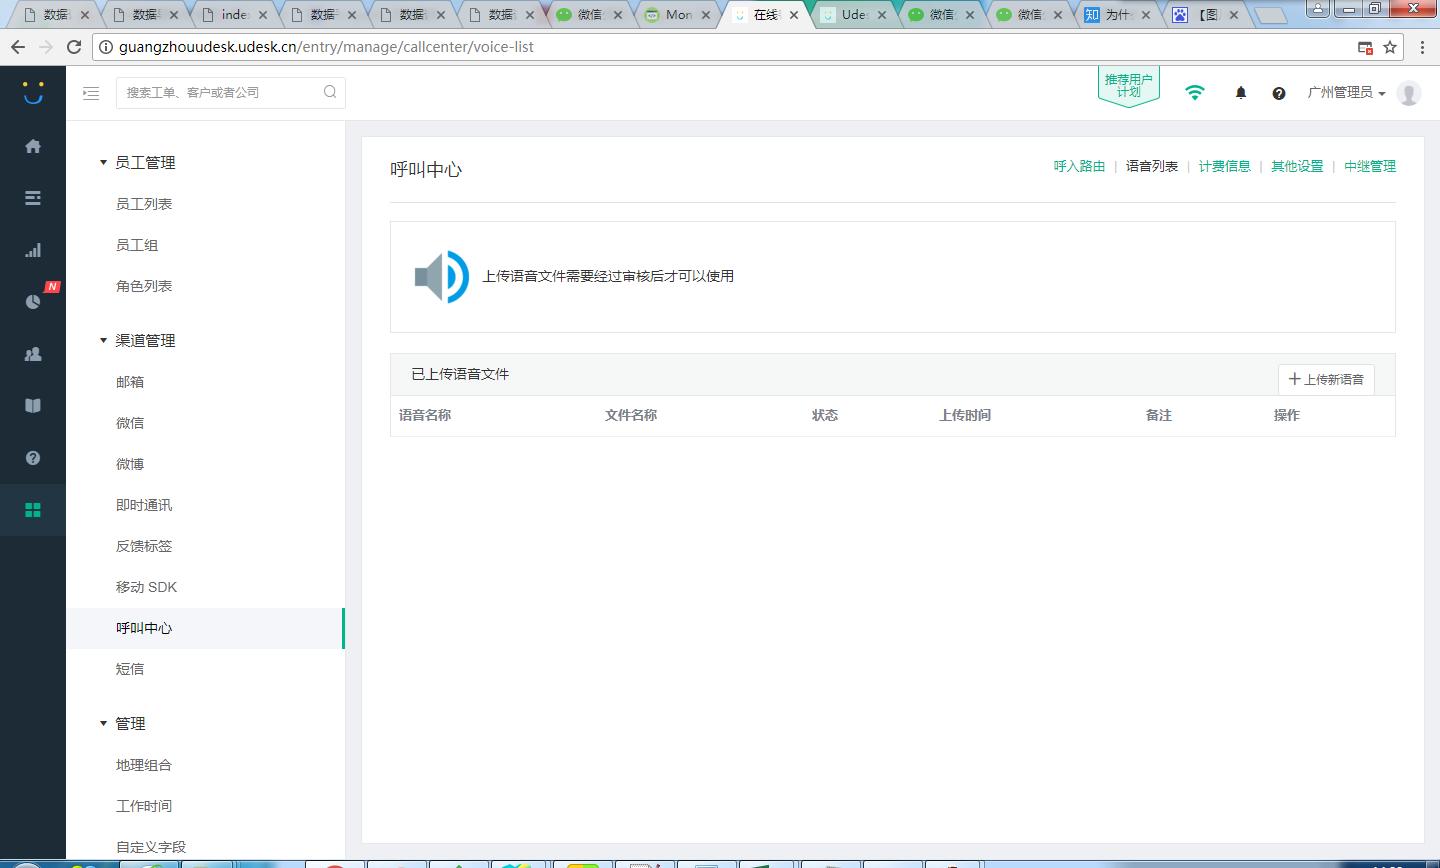 数据
数据
index
数据
数据
数据
微信
Mon
在线
Udes
微信
微信
为什
【图
guangzhouudesk.udesk.cn/entry/manage/callcenter/voice-list
搜索工单、客户或者公司
推荐用户
计划
广州管理员
N
员工管理
员工列表
员工组
角色列表
渠道管理
邮箱
微信
微博
即时通讯
反馈标签
移动 SDK
呼叫中心
短信
管理
地理组合
工作时间
自定义字段
呼叫中心
呼入路由 | 语音列表 | 计费信息 | 其他设置 | 中继管理
上传语音文件需要经过审核后才可以使用
已上传语音文件
上传新语音
语音名称 文件名称 状态 上传时间 备注 操作